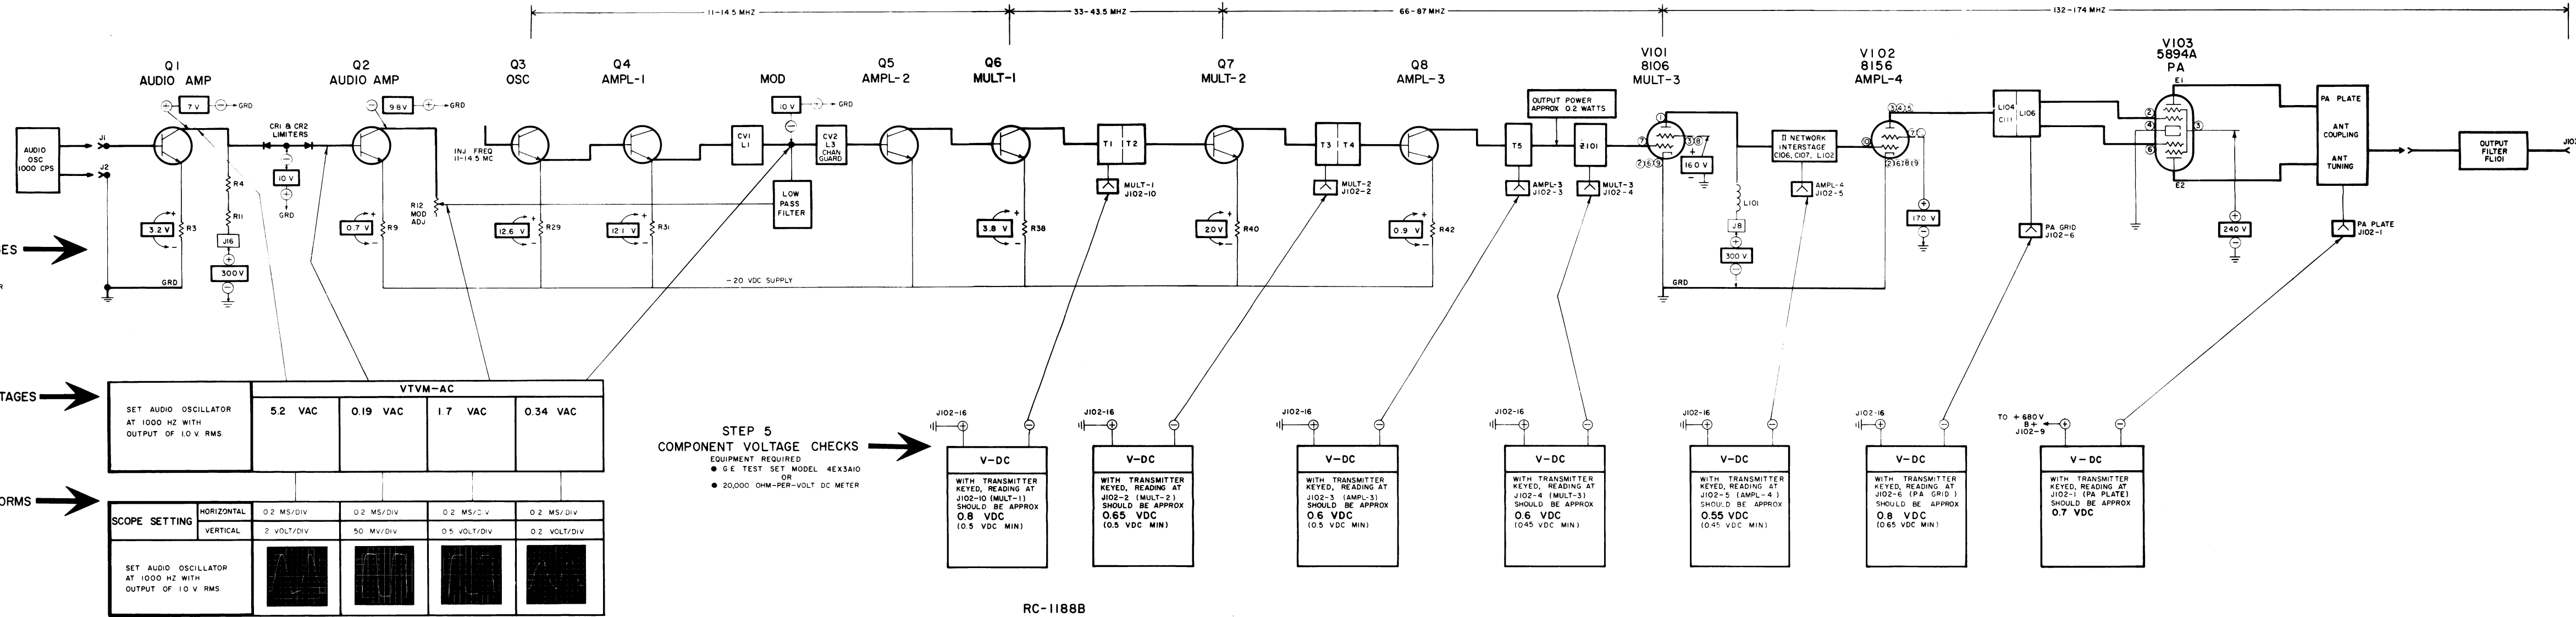 11-14.5 MHZ
33-43.5 MHZ
66-87 MHZ
132-174 MHZ
Q1
AUDIO AMP
Q2
AUDIO AMP
Q3
OSC
Q4
AMPL-1
MOD
Q5
AMPL-2
Q6
MULT-1
Q7
MULT-2
Q8
AMPL-3
V101
8106
MULT-3
V102
8156
AMPL-4
V103
5894A
PA
AUDIO
OSC
1000 CPS
J1
J2
7 V
GRD
CR1 & CR2
LIMITERS
10 V
GRD
R4
R11
J16
300 V
3.2 V
R3
GRD
9.8V
GRD
0.7 V
R9
R12
MOD
ADJ
INJ. FREQ
11-14.5 MC
12.6 V
R29
12.1 V
R31
CV1
L1
10 V
GRD
LOW
PASS
FILTER
CV2
L3
CHAN
GUARD
-20 VDC SUPPLY
3.8 V
R38
T1
T2
MULT-1
J102-10
2.0 V
R40
T3
T4
MULT-2
J102-2
0.9 V
R42
T5
OUTPUT POWER
APPROX 0.2 WATTS
Z101
AMPL-3
J102-3
MULT-3
J102-4
160 V
L101
J8
300 V
GRD
Π NETWORK
INTERSTAGE
C106, C107, L102
AMPL-4
J102-5
170 V
L104
C111
L106
PA GRID
J102-6
E1
E2
240 V
PA PLATE
ANT
COUPLING
ANT
TUNING
PA PLATE
J102-1
OUTPUT
FILTER
FL101
SET AUDIO OSCILLATOR
AT 1000 HZ WITH
OUTPUT OF 1.0 V. RMS.
VTVM-AC
5.2 VAC
0.19 VAC
1.7 VAC
0.34 VAC
SCOPE SETTING
HORIZONTAL
0.2 MS/DIV
0.2 MS/DIV
0.2 MS/DIV
0.2 MS/DIV
VERTICAL
2 VOLT/DIV
50 MV/DIV
0.5 VOLT/DIV
0.2 VOLT/DIV
SET AUDIO OSCILLATOR
AT 1000 HZ WITH
OUTPUT OF 1.0 V RMS.
STEP 5
COMPONENT VOLTAGE CHECKS
EQUIPMENT REQUIRED
● G.E. TEST SET MODEL 4EX3A10
OR
● 20,000 OHM-PER-VOLT DC METER
J102-16
V-DC
WITH TRANSMITTER
KEYED, READING AT
J102-10 (MULT-1)
SHOULD BE APPROX
0.8 VDC
(0.5 VDC MIN)
J102-16
V-DC
WITH TRANSMITTER
KEYED, READING AT
J102-2 (MULT-2)
SHOULD BE APPROX
0.65 VDC
(0.5 VDC MIN)
J102-16
V-DC
WITH TRANSMITTER
KEYED, READING AT
J102-3 (AMPL-3)
SHOULD BE APPROX
0.6 VDC
(0.5 VDC MIN)
J102-16
V-DC
WITH TRANSMITTER
KEYED, READING AT
J102-4 (MULT-3)
SHOULD BE APPROX
0.6 VDC
(0.45 VDC MIN)
J102-16
V-DC
WITH TRANSMITTER
KEYED, READING AT
J102-5 (AMPL-4)
SHOULD BE APPROX
0.55 VDC
(0.45 VDC MIN)
J102-16
V-DC
WITH TRANSMITTER
KEYED, READING AT
J102-6 (PA GRID)
SHOULD BE APPROX
0.8 VDC
(0.65 VDC MIN)
TO +680V
B+
J102-9
V-DC
WITH TRANSMITTER
KEYED, READING AT
J102-1 (PA PLATE)
SHOULD BE APPROX
0.7 VDC
RC-1188B